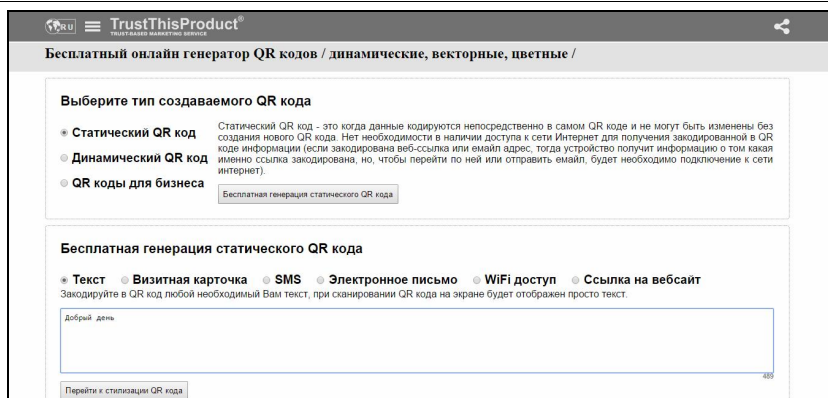 RU TrustThisProduct®
TRUST-BASED MARKETING SERVICE
Бесплатный онлайн генератор QR кодов / динамические, векторные, цветные /
Выберите тип создаваемого QR кода
Статический QR код
Динамический QR код
QR коды для бизнеса
Статический QR код - это когда данные кодируются непосредственно в самом QR коде и не могут быть изменены без
создания нового QR кода. Нет необходимости в наличии доступа к сети Интернет для получения закодированной в QR
коде информации (если закодирована веб-ссылка или емайл адрес, тогда устройство получит информацию о том какая
именно ссылка закодирована, но, чтобы перейти по ней или отправить емайл, будет необходимо подключение к сети
интернет).
Бесплатная генерация статического QR кода
Бесплатная генерация статического QR кода
Текст Визитная карточка SMS Электронное письмо WiFi доступ Ссылка на вебсайт
Закодируйте в QR код любой необходимый Вам текст, при сканировании QR кода на экране будет отображен просто текст.
Добрый день
489
Перейти к стилизации QR кода